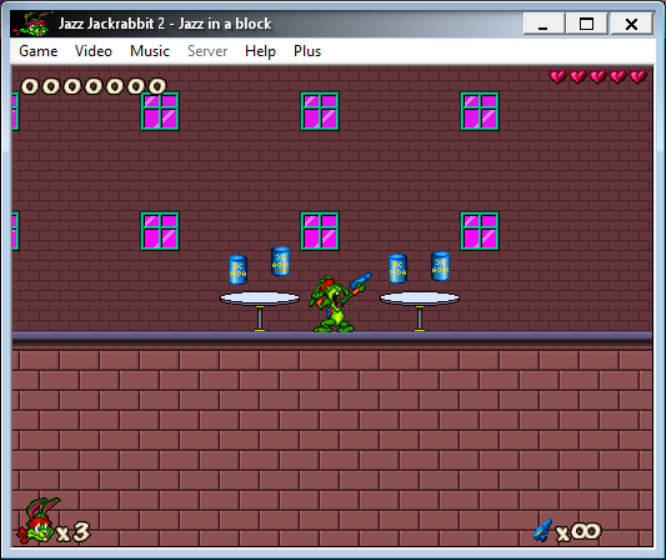 Jazz Jackrabbit 2 - Jazz in a block
Game Video Music Server Help Plus
0000000
x3
x∞